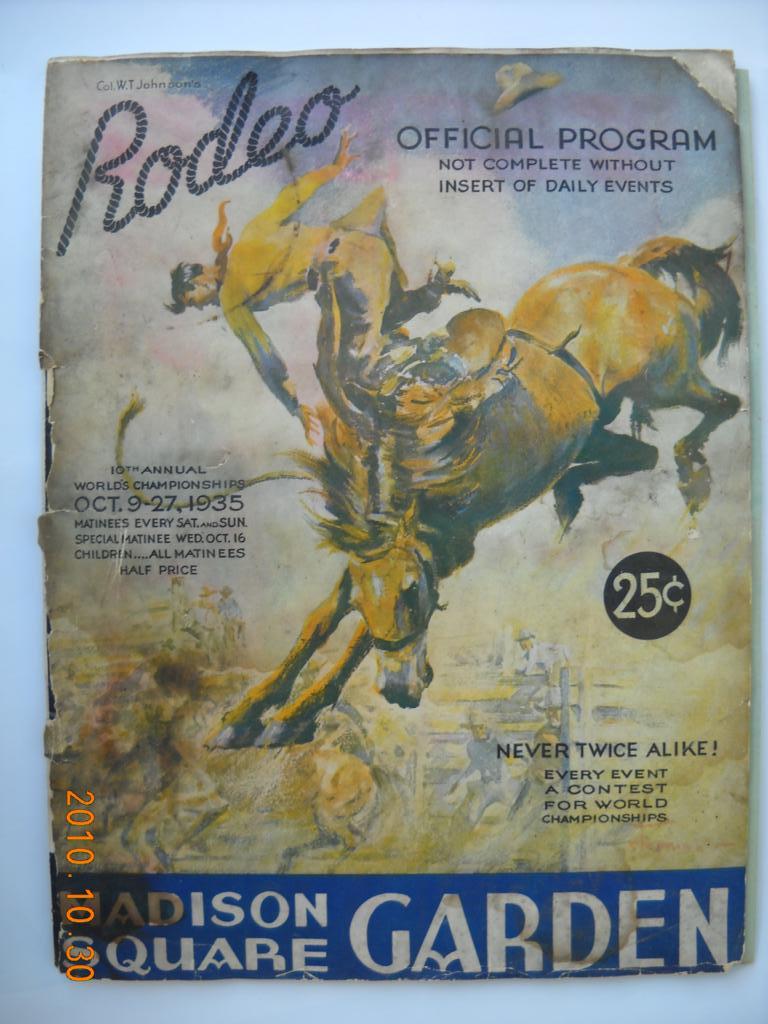 Col. W.T. Johnson's
Rodeo
OFFICIAL PROGRAM
NOT COMPLETE WITHOUT
INSERT OF DAILY EVENTS
10TH ANNUAL
WORLD'S CHAMPIONSHIPS
OCT. 9-27, 1935
MATINEES EVERY SAT. AND SUN.
SPECIAL MATINEE WED. OCT. 16
CHILDREN....ALL MATINEES
HALF PRICE
25¢
NEVER TWICE ALIKE!
EVERY EVENT
A CONTEST
FOR WORLD
CHAMPIONSHIPS
MADISON
SQUARE
GARDEN
2010.10.30